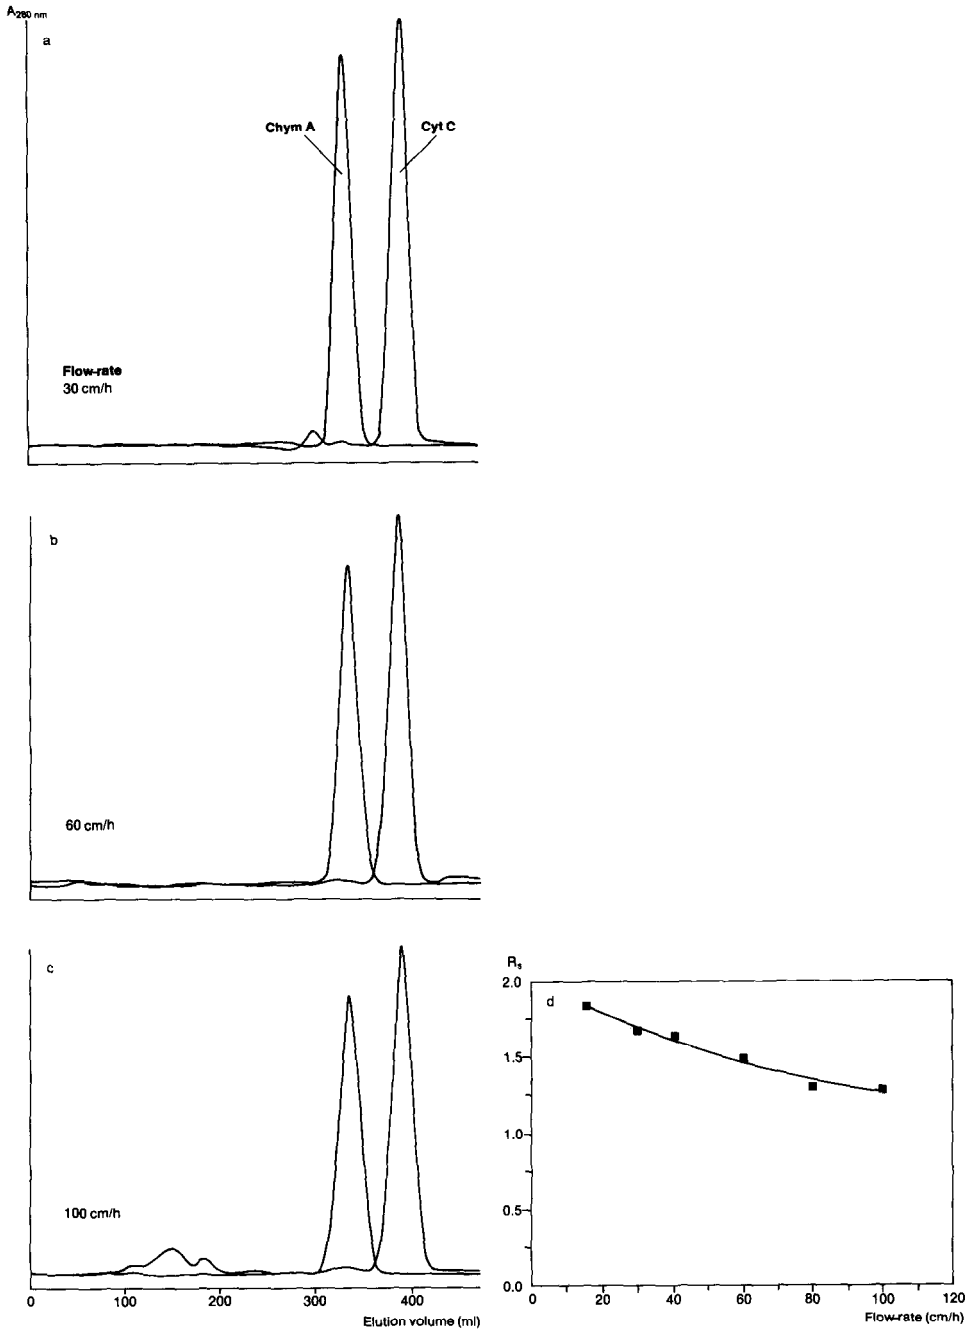 A280 nm
a
Chym A
Cyt C
Flow-rate
30 cm/h
b
60 cm/h
c
100 cm/h
0 100 200 300 400
Elution volume (ml)
Rs
d
2.0
1.5
1.0
0.5
0.0
0 20 40 60 80 100 120
Flow-rate (cm/h)